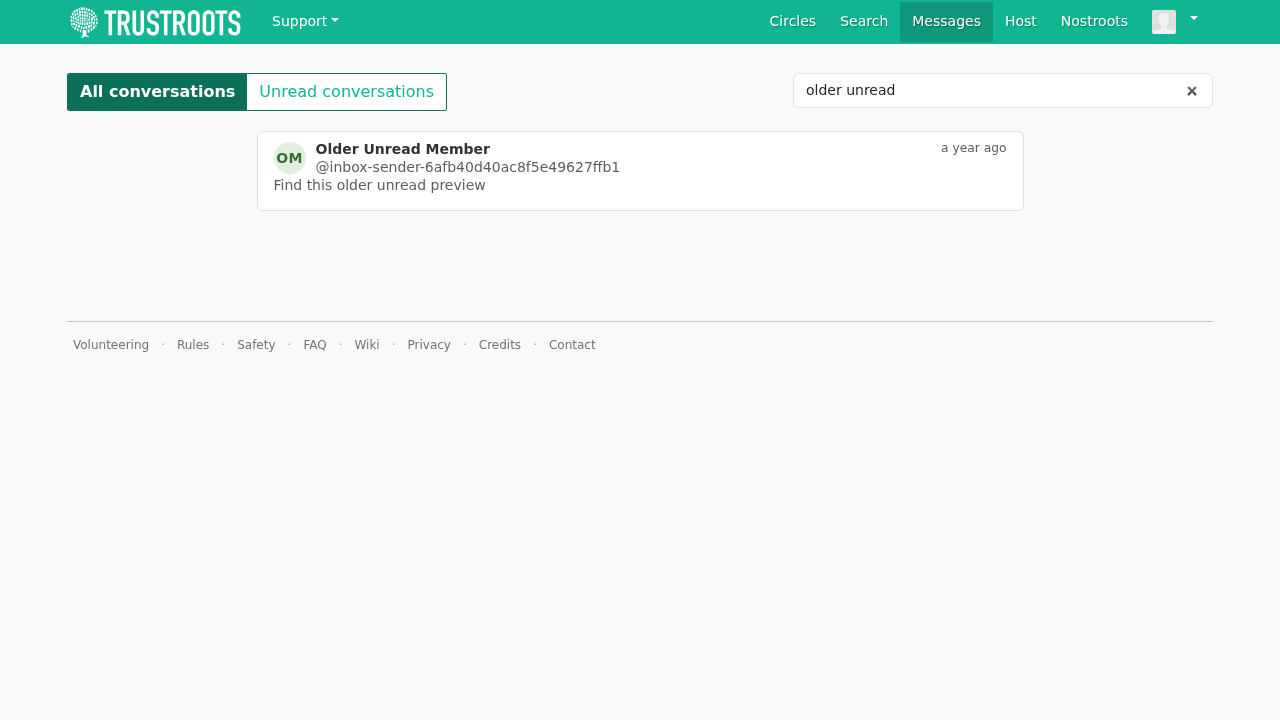 TRUSTROOTS Support Circles Search Messages Host Nostroots
All conversations Unread conversations older unread
OM Older Unread Member a year ago
@inbox-sender-6afb40d40ac8f5e49627ffb1
Find this older unread preview
Volunteering · Rules · Safety · FAQ · Wiki · Privacy · Credits · Contact